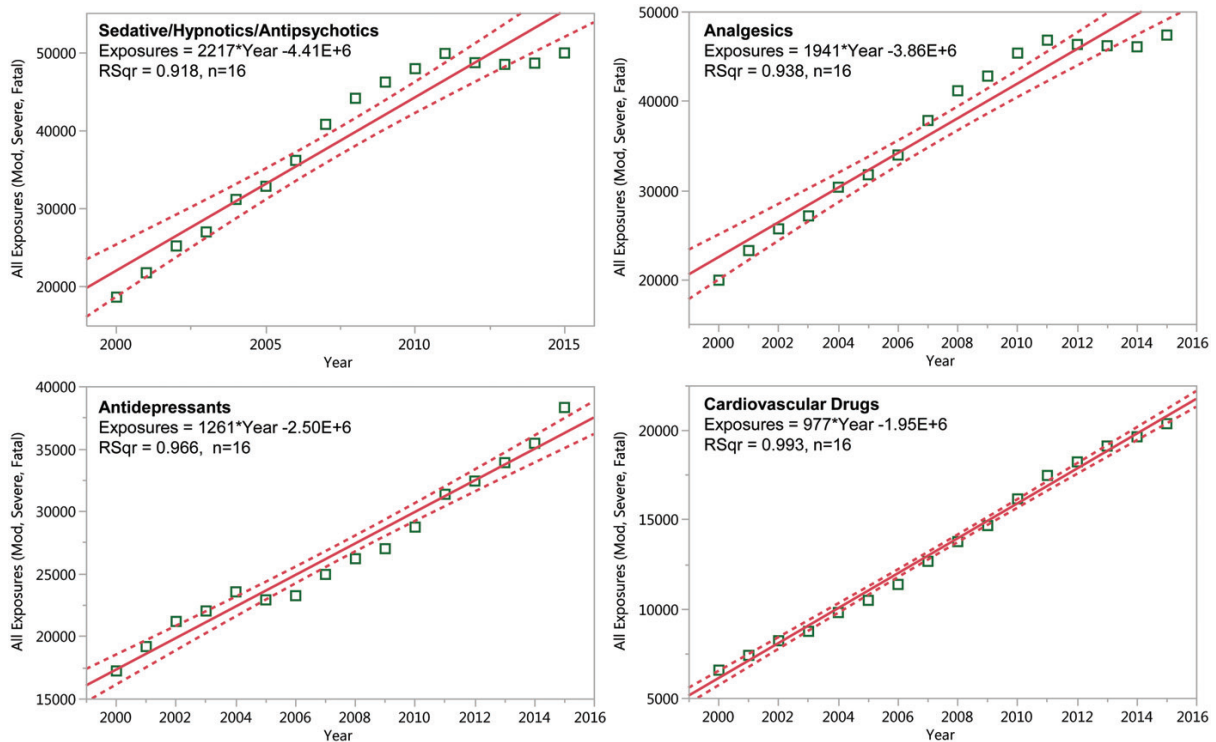 Sedative/Hypnotics/Antipsychotics
Exposures = 2217*Year -4.41E+6
RSqr = 0.918, n=16
All Exposures (Mod, Severe, Fatal)
50000
40000
30000
20000
2000 2005 2010 2015
Year
Analgesics
Exposures = 1941*Year -3.86E+6
RSqr = 0.938, n=16
All Exposures (Mod, Severe, Fatal)
50000
40000
30000
20000
2000 2002 2004 2006 2008 2010 2012 2014 2016
Year
Antidepressants
Exposures = 1261*Year -2.50E+6
RSqr = 0.966, n=16
All Exposures (Mod, Severe, Fatal)
40000
35000
30000
25000
20000
15000
2000 2002 2004 2006 2008 2010 2012 2014 2016
Year
Cardiovascular Drugs
Exposures = 977*Year -1.95E+6
RSqr = 0.993, n=16
All Exposures (Mod, Severe, Fatal)
20000
15000
10000
5000
2000 2002 2004 2006 2008 2010 2012 2014 2016
Year